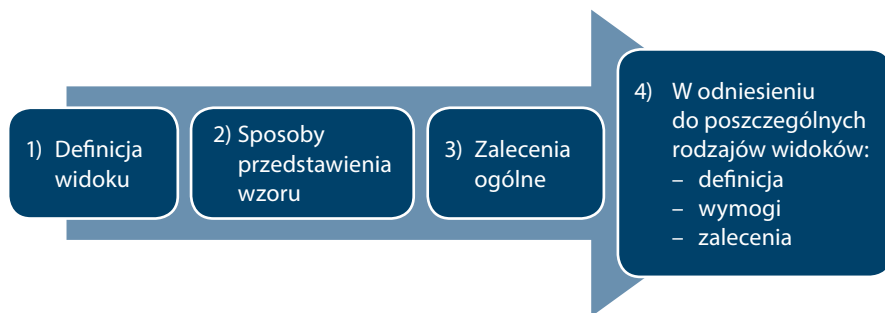 1) Definicja
widoku
2) Sposoby
przedstawienia
wzoru
3) Zalecenia
ogólne
4) W odniesieniu
do poszczególnych
rodzajów widoków:
– definicja
– wymogi
– zalecenia